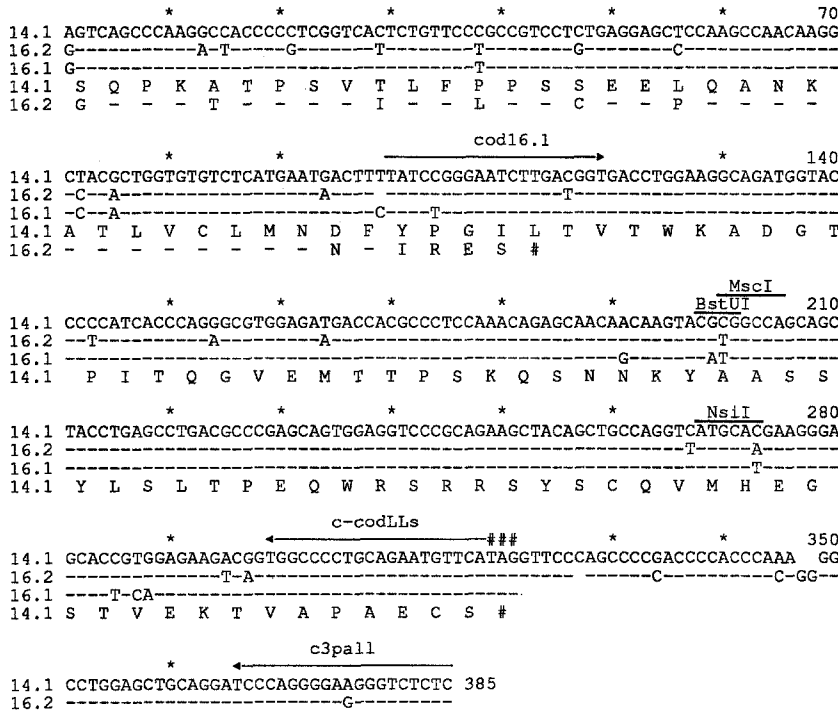 * * * * * * 70
14.1 AGTCAGCCCAAGGCCACCCCCTCGGTCACTCTGTTCCCGCCGTCCTCTGAGGAGCTCCAAGCCAACAAGG
16.2 G-----------A-T-----G-------T--------T--------G--------C--------------
16.1 G------------------------------------T--------------------------------
14.1 S Q P K A T P S V T L F P P S S E E L Q A N K
16.2 G - - - T - - - - I - - L - - C - - P - - - -
cod16.1
* * * * 140
14.1 CTACGCTGGTGTGTCTCATGAATGACTTTTATCCGGGAATCTTGACGGTGACCTGGAAGGCAGATGGTAC
16.2 -C--A------------------A---- ----------------T------------------------
16.1 -C--A-----------------------C----T------------------------------------
14.1 A T L V C L M N D F Y P G I L T V T W K A D G T
16.2 - - - - - - - - N - I R E S #
MscI
* * * * * BstUI 210
14.1 CCCCATCACCCAGGGCGTGGAGATGACCACGCCCTCCAAACAGAGCAACAACAAGTACGCGGCCAGCAGC
16.2 --T----------A---------A-----------------------------------T----------
16.1 --------------------------------------------------G-------AT----------
14.1 P I T Q G V E M T T P S K Q S N N K Y A A S S
* * * * * NsiI 280
14.1 TACCTGAGCCTGACGCCCGAGCAGTGGAGGTCCCGCAGAAGCTACAGCTGCCAGGTCATGCACGAAGGGA
16.2 --------------------------------------------------------T-----A-------
16.1 --------------------------------------------------------------T-------
14.1 Y L S L T P E Q W R S R R S Y S C Q V M H E G
c-codLLs
* ### * * 350
14.1 GCACCGTGGAGAAGACGGTGGCCCCTGCAGAATGTTCATAGGTTCCCAGCCCCGACCCCACCCAAA GG
16.2 --------------T-A----------------------------- ------C----------C-GG--
16.1 ----T-CA---------------------------------
14.1 S T V E K T V A P A E C S #
c3pall
*
14.1 CCTGGAGCTGCAGGATCCCAGGGGAAGGGTCTCTC 385
16.2 -------------------------G---------